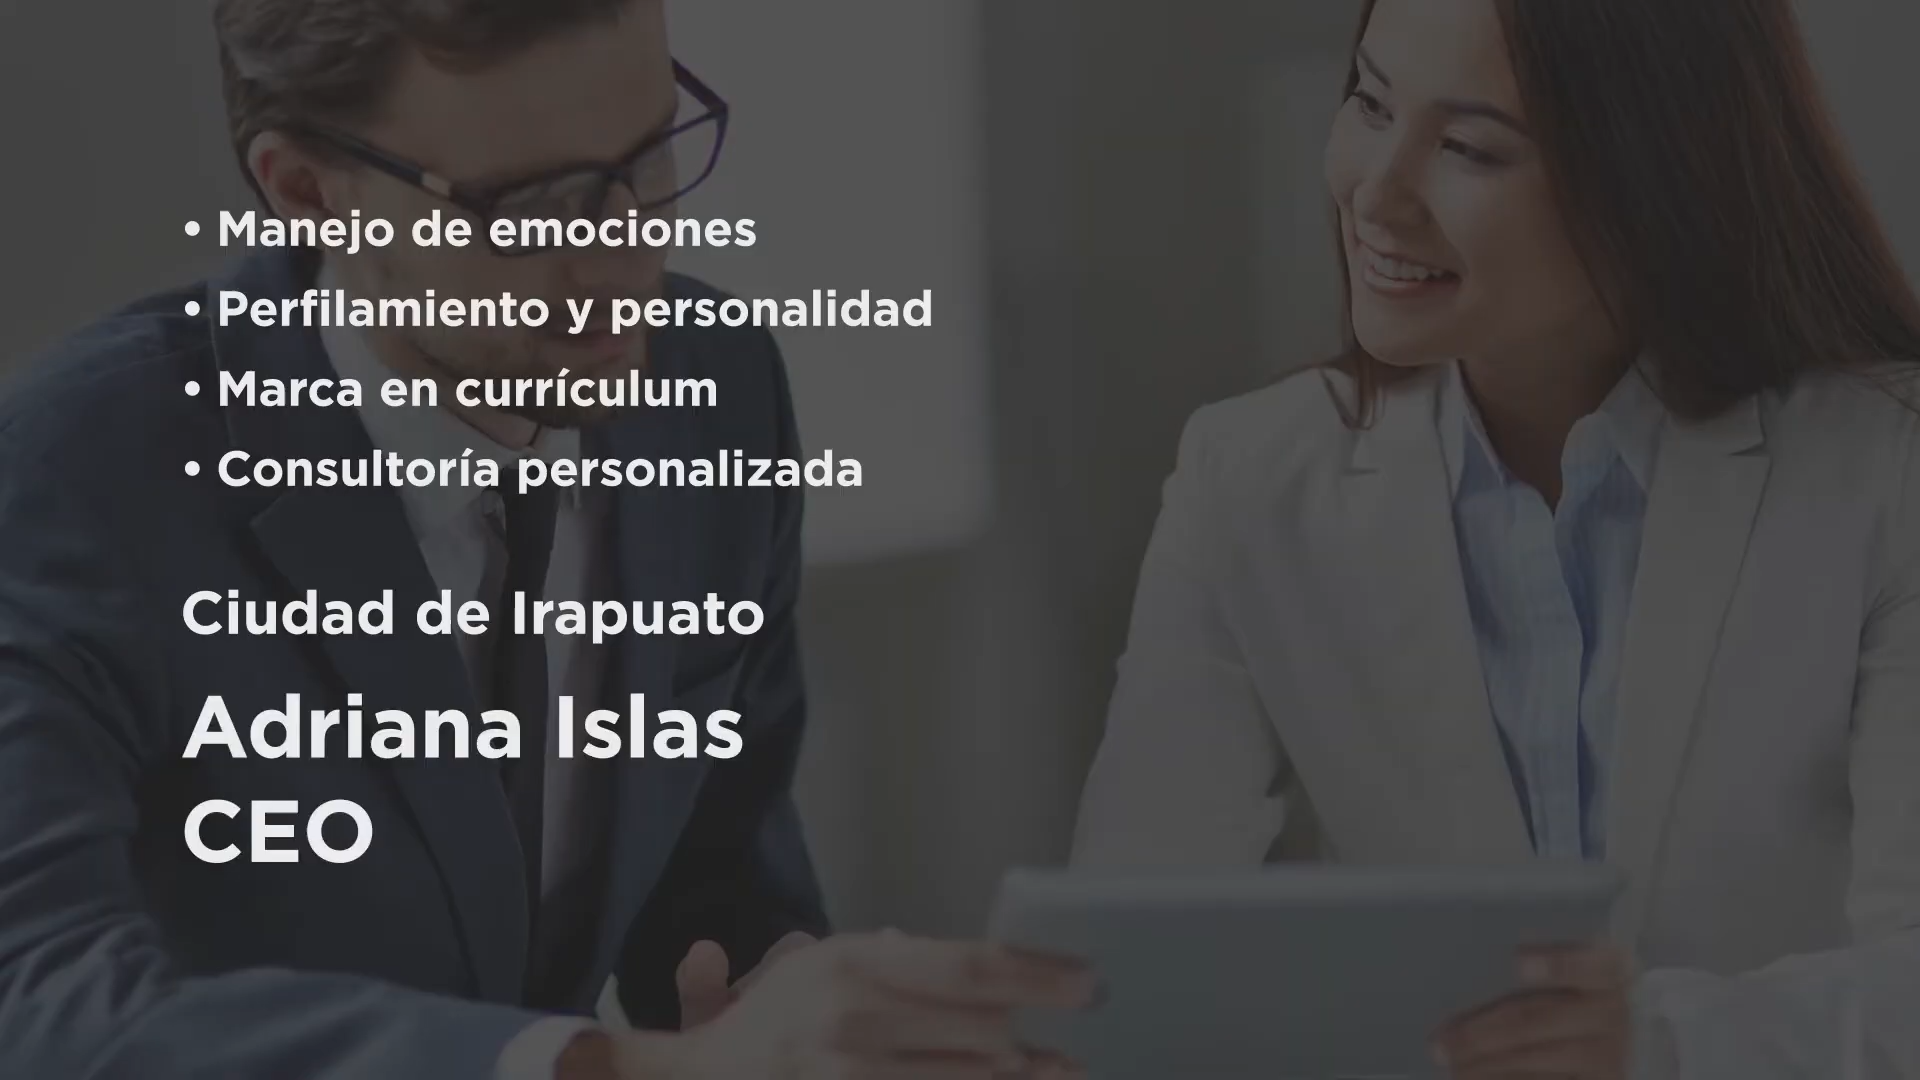 • Manejo de emociones
• Perfilamiento y personalidad
• Marca en currículum
• Consultoría personalizada
Ciudad de Irapuato
Adriana Islas
CEO